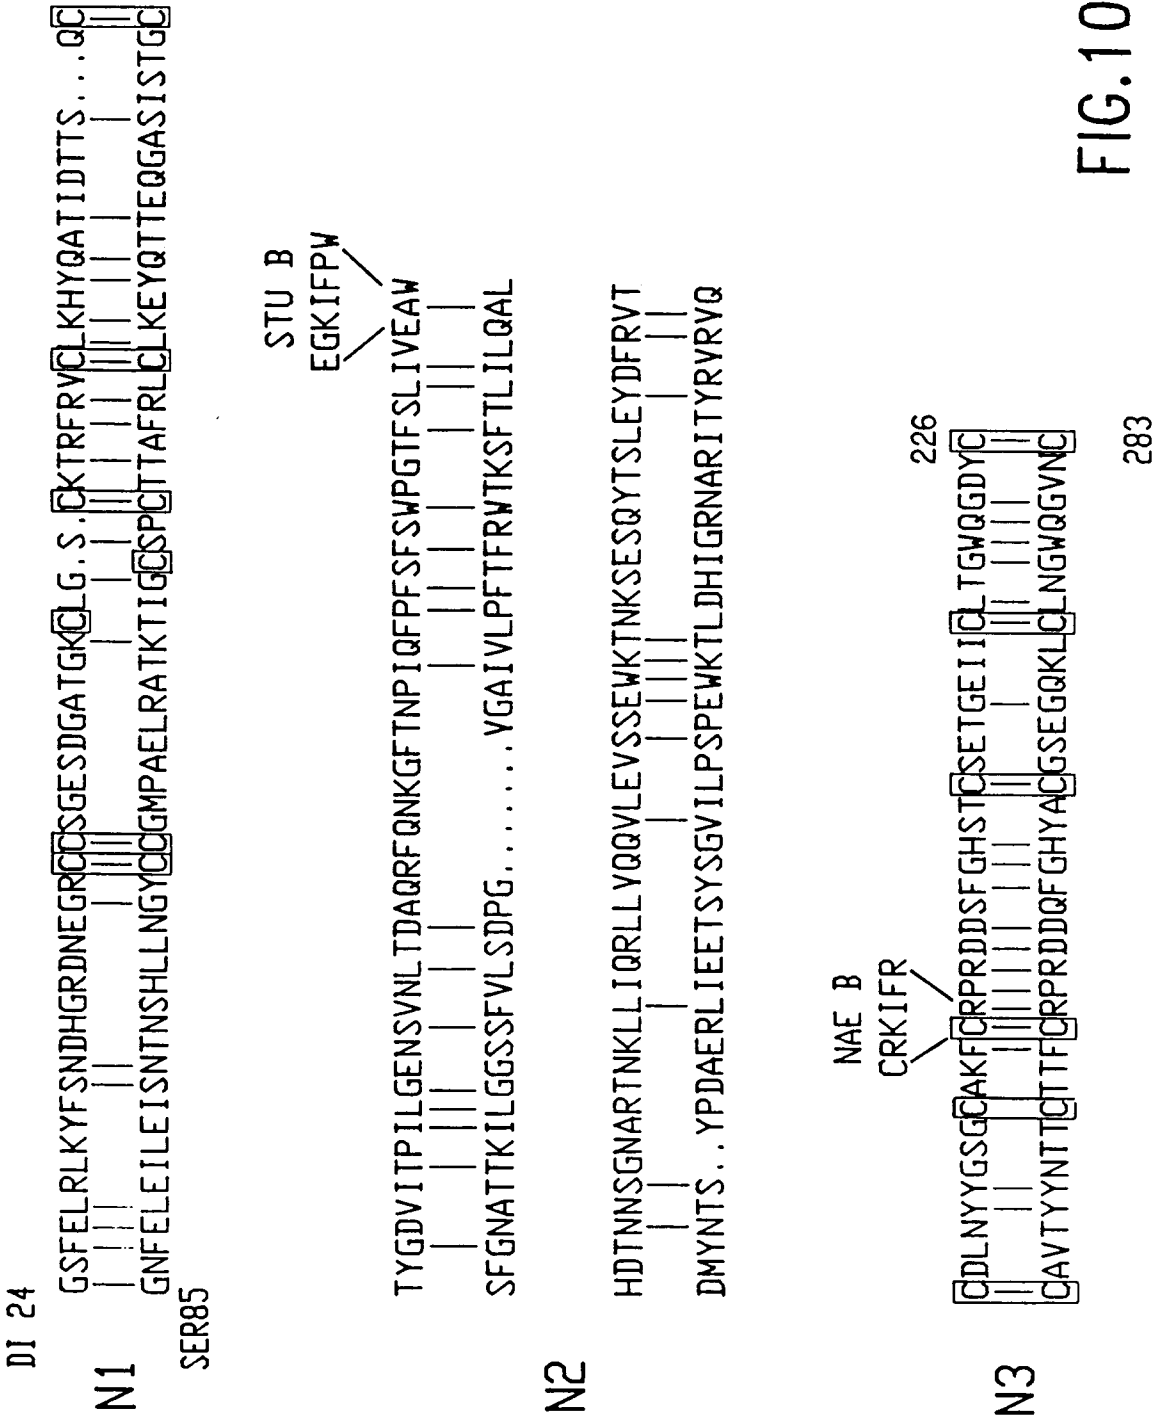 DI 24
GSFELRLKYFSNDHGRDNEGRCCSGESDGATGKCLG.S.CKTRFRVCLKHYQATIDTTS...QC
N1
GNFELEILEISNTNSHLLNGYCCGMPAELRATKTIGCSPCTTAFRLCLKEYQTTEQGASISTGC
SER85
STU B
EGKIFPW
TYGDVITPILGENSVNLTDAQRFQNKGFTNPIQFPFSFSWPGTFSLIVEAW
SFGNATTKILGGSSFVLSDPG.......VGAIVLPFTFRWTKSFTLILQAL
N2
HDTNNSGNARTNKLLIQRLLVQQVLEVSSEWKTNKSESQYTSLEYDFRVT
DMYNTS..YPDAERLIEETSYSGVILPSPEWKTLDHIGRNARITYRVRVQ
NAE B
CRKIFR
226
CDLNYYGSGCAKFCRPRDDSFGHSTCSETGEIICLTGWQGDYC
N3
CAVTYYNTTCTTFCRPRDDQFGHYACGSEGQKLCLNGWQGVNC
283
FIG.10